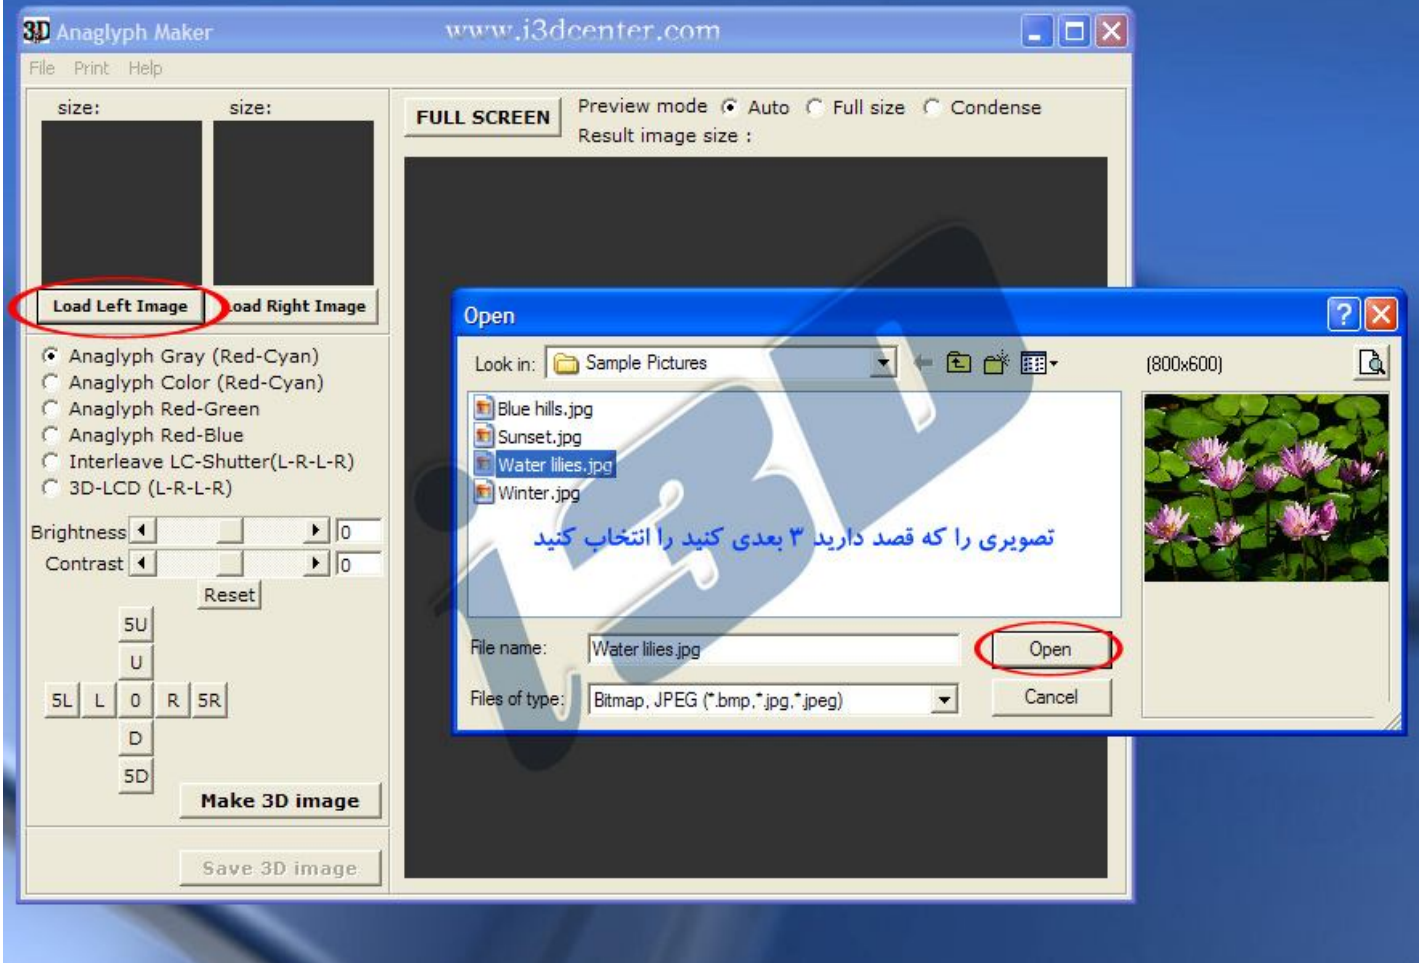 3D Anaglyph Maker
www.i3dcenter.com
File Print Help
size: size:
Load Left Image Load Right Image
FULL SCREEN
Preview mode Auto Full size Condense
Result image size :
Anaglyph Gray (Red-Cyan)
Anaglyph Color (Red-Cyan)
Anaglyph Red-Green
Anaglyph Red-Blue
Interleave LC-Shutter(L-R-L-R)
3D-LCD (L-R-L-R)
Brightness 0
Contrast 0
Reset
5U
U
5L L 0 R 5R
D
5D
Make 3D image
Save 3D image
Open
Look in: Sample Pictures
(800x600)
Blue hills.jpg
Sunset.jpg
Water lilies.jpg
Winter.jpg
تصویری را که قصد دارید ۳ بعدی کنید را انتخاب کنید
File name: Water lilies.jpg Open
Files of type: Bitmap, JPEG (*.bmp,*.jpg,*.jpeg) Cancel
i3D